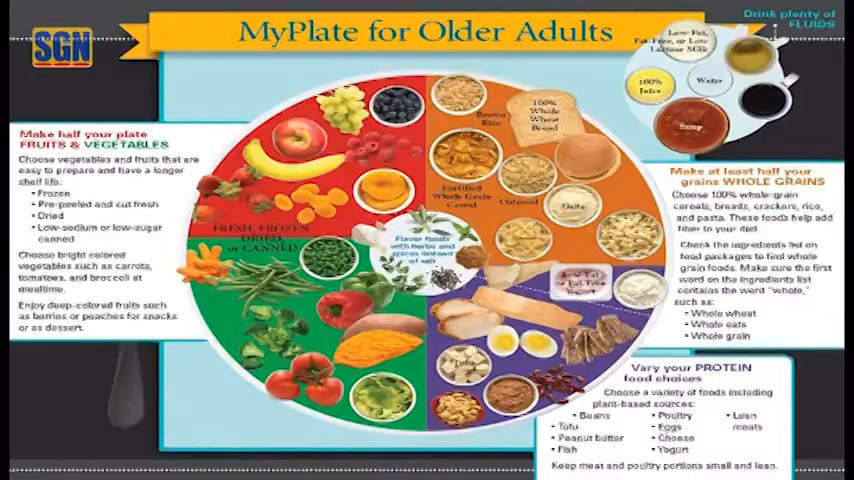 SGN
MyPlate for Older Adults
Drink plenty of
FLUIDS
Low-Fat,
Fat-Free, or Low
Lactose Milk
100%
Juice
Water
Soup
Make half your plate
FRUITS & VEGETABLES
Choose vegetables and fruits that are
easy to prepare and have a longer
shelf life:
• Frozen
• Pre-peeled and cut fresh
• Dried
• Low-sodium or low-sugar
canned
Choose bright colored
vegetables such as carrots,
tomatoes, and broccoli at
mealtime.
Enjoy deep-colored fruits such
as berries or peaches for snacks
or as dessert.
Brown
Rice
100%
Whole
Wheat
Bread
Fortified
Whole Grain
Cereal
Oatmeal
Oats
FRESH, FROZEN
DRIED,
or CANNED
Flavor foods
with herbs and
spices instead
of salt
Low-Fat
or Fat-Free
Yogurt
Tofu
Make at least half your
grains WHOLE GRAINS
Choose 100% whole-grain
cereals, breads, crackers, rice,
and pasta. These foods help add
fiber to your diet.
Check the ingredients list on
food packages to find whole
grain foods. Make sure the first
word on the ingredients list
contains the word "whole,"
such as:
• Whole wheat
• Whole oats
• Whole grain
Vary your PROTEIN
food choices
Choose a variety of foods including
plant-based sources:
• Beans
• Tofu
• Peanut butter
• Fish
• Poultry
• Eggs
• Cheese
• Yogurt
• Lean
meats
Keep meat and poultry portions small and lean.